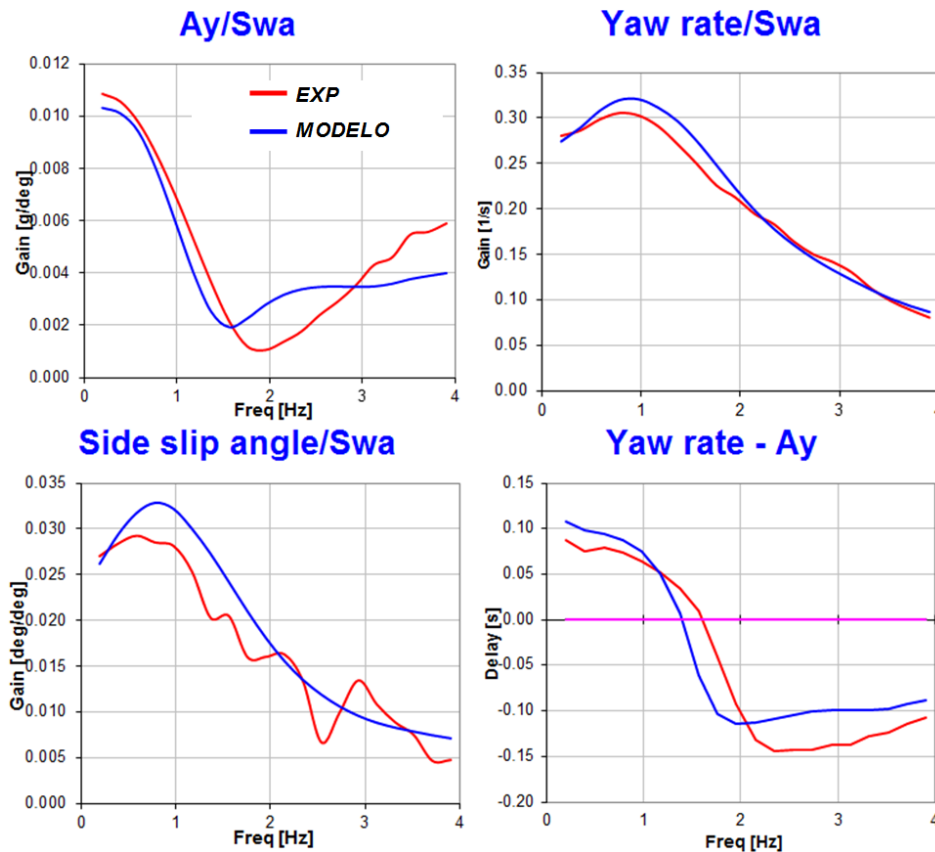 Ay/Swa
0.012
0.010
0.008
0.006
0.004
0.002
0.000
Gain [g/deg]
EXP
MODELO
0 1 2 3 4
Freq [Hz]
Yaw rate/Swa
0.35
0.30
0.25
0.20
0.15
0.10
0.05
0.00
Gain [1/s]
0 1 2 3 4
Freq [Hz]
Side slip angle/Swa
0.035
0.030
0.025
0.020
0.015
0.010
0.005
0.000
Gain [deg/deg]
0 1 2 3 4
Freq [Hz]
Yaw rate - Ay
0.15
0.10
0.05
0.00
-0.05
-0.10
-0.15
-0.20
Delay [s]
0 1 2 3 4
Freq [Hz]